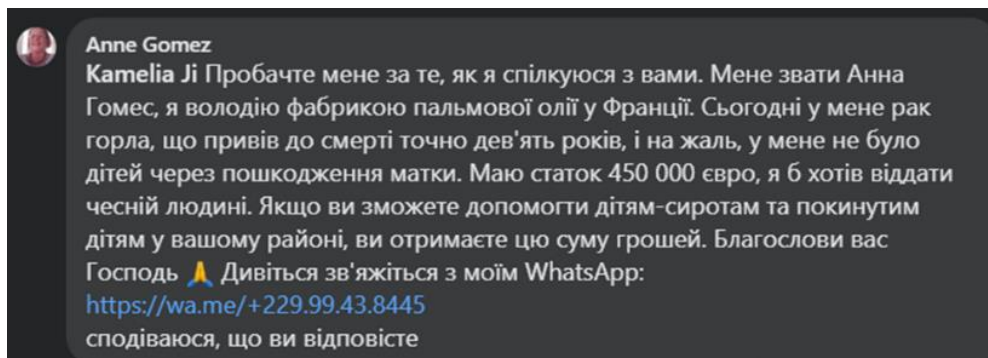 Anne Gomez
Kamelia Ji Пробачте мене за те, як я спілкуюся з вами. Мене звати Анна
Гомес, я володію фабрикою пальмової олії у Франції. Сьогодні у мене рак
горла, що привів до смерті точно дев'ять років, і на жаль, у мене не було
дітей через пошкодження матки. Маю статок 450 000 євро, я б хотів віддати
чесній людині. Якщо ви зможете допомогти дітям-сиротам та покинутим
дітям у вашому районі, ви отримаєте цю суму грошей. Благослови вас
Господь 🙏 Дивіться зв'яжіться з моїм WhatsApp:
https://wa.me/+229.99.43.8445
сподіваюся, що ви відповісте